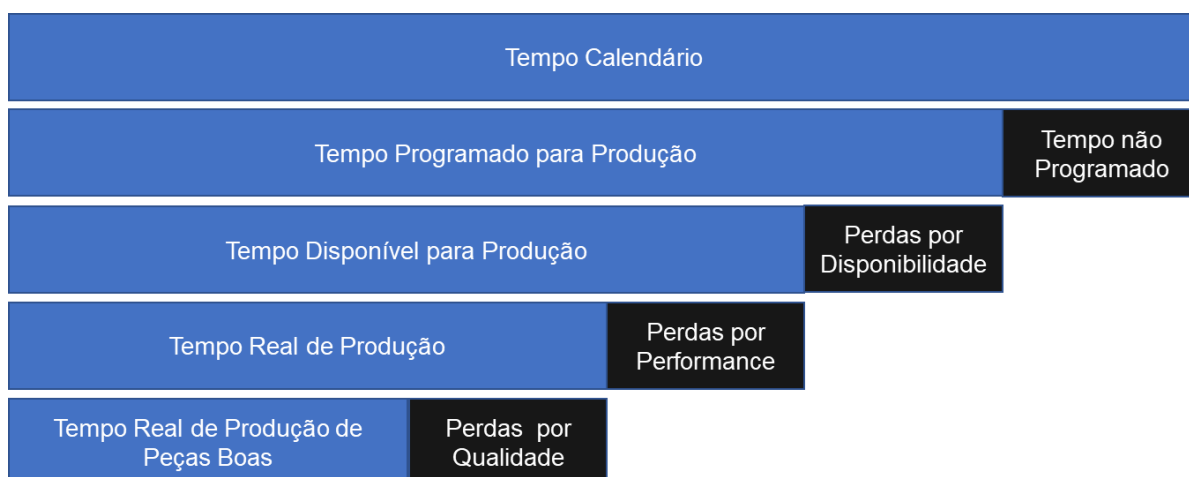 Tempo Calendário
Tempo Programado para Produção
Tempo não
Programado
Tempo Disponível para Produção
Perdas por
Disponibilidade
Tempo Real de Produção
Perdas por
Performance
Tempo Real de Produção de
Peças Boas
Perdas por
Qualidade